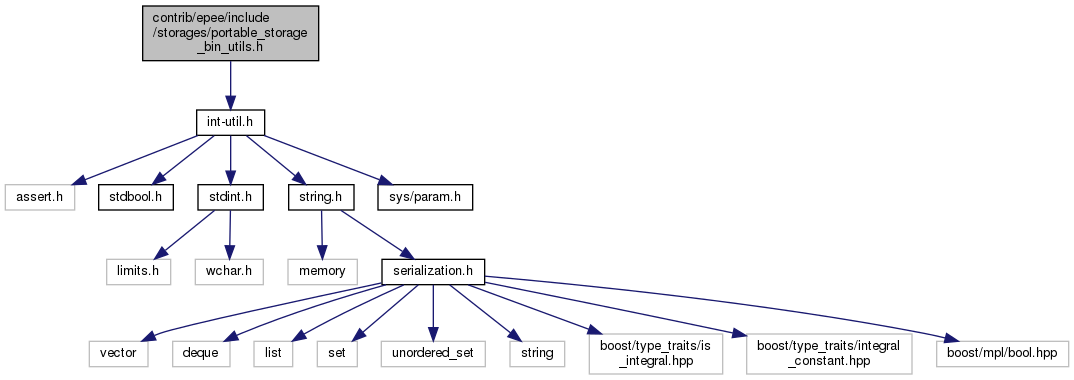 contrib/epee/include
/storages/portable_storage
_bin_utils.h
int-util.h
assert.h
stdbool.h
stdint.h
string.h
sys/param.h
limits.h
wchar.h
memory
serialization.h
vector
deque
list
set
unordered_set
string
boost/type_traits/is
_integral.hpp
boost/type_traits/integral
_constant.hpp
boost/mpl/bool.hpp